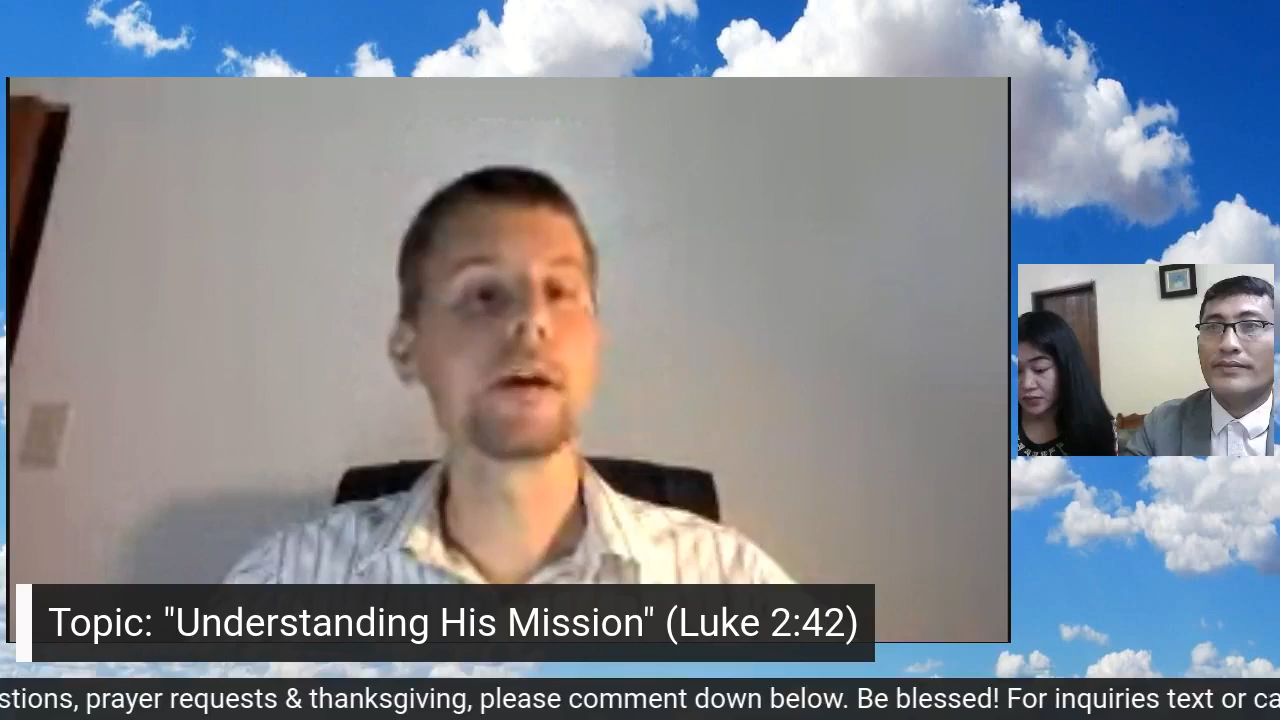 Topic: "Understanding His Mission" (Luke 2:42)
stions, prayer requests & thanksgiving, please comment down below. Be blessed! For inquiries text or ca